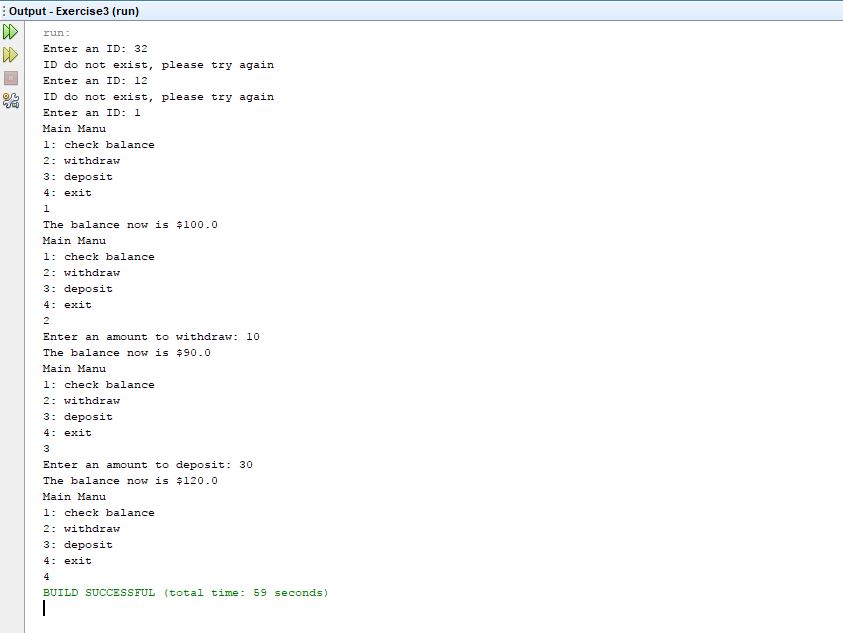 Output - Exercise3 (run)
run:
Enter an ID: 32
ID do not exist, please try again
Enter an ID: 12
ID do not exist, please try again
Enter an ID: 1
Main Manu
1: check balance
2: withdraw
3: deposit
4: exit
1
The balance now is $100.0
Main Manu
1: check balance
2: withdraw
3: deposit
4: exit
2
Enter an amount to withdraw: 10
The balance now is $90.0
Main Manu
1: check balance
2: withdraw
3: deposit
4: exit
3
Enter an amount to deposit: 30
The balance now is $120.0
Main Manu
1: check balance
2: withdraw
3: deposit
4: exit
4
BUILD SUCCESSFUL (total time: 59 seconds)